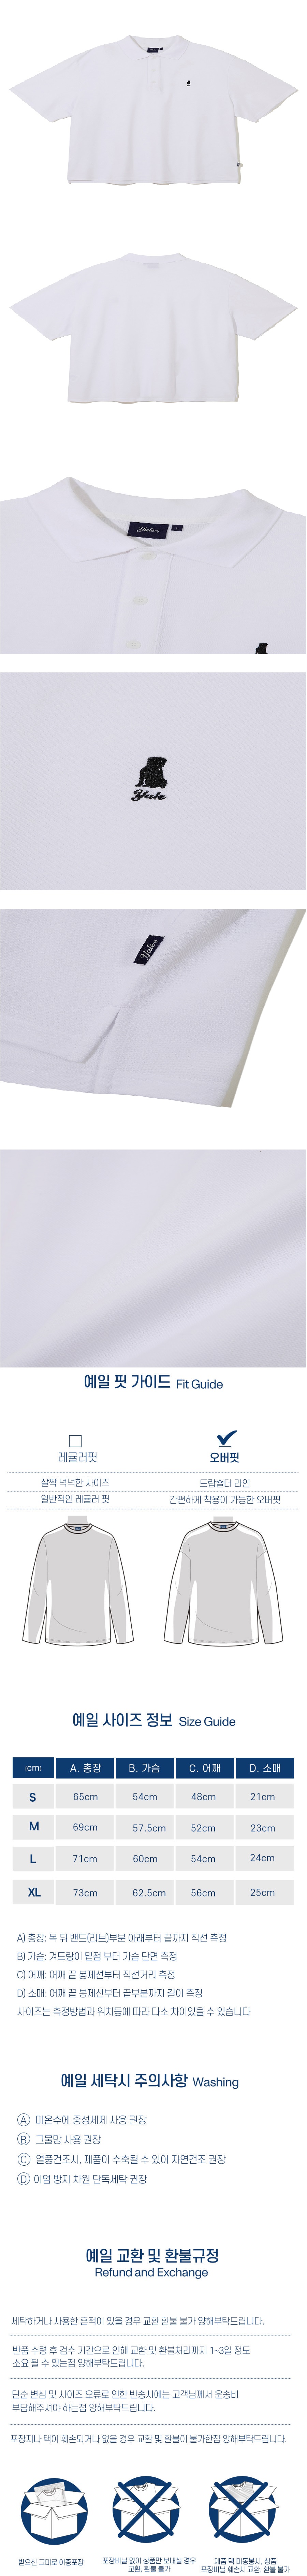 Yale
예일 핏 가이드 Fit Guide
레귤러핏
오버핏
살짝 넉넉한 사이즈
드랍숄더 라인
일반적인 레귤러 핏
간편하게 착용이 가능한 오버핏
예일 사이즈 정보 Size Guide
(cm) A. 총장 B. 가슴 C. 어깨 D. 소매
S 65cm 54cm 48cm 21cm
M 69cm 57.5cm 52cm 23cm
L 71cm 60cm 54cm 24cm
XL 73cm 62.5cm 56cm 25cm
A) 총장: 목 뒤 밴드(리브)부분 아래부터 끝까지 직선 측정
B) 가슴: 겨드랑이 밑점 부터 가슴 단면 측정
C) 어깨: 어깨 끝 봉제선부터 직선거리 측정
D) 소매: 어깨 끝 봉제선부터 끝부분까지 길이 측정
사이즈는 측정방법과 위치등에 따라 다소 차이있을 수 있습니다
예일 세탁시 주의사항 Washing
Ⓐ 미온수에 중성세제 사용 권장
Ⓑ 그물망 사용 권장
Ⓒ 열풍건조시, 제품이 수축될 수 있어 자연건조 권장
Ⓓ 이염 방지 차원 단독세탁 권장
예일 교환 및 환불규정
Refund and Exchange
세탁하거나 사용한 흔적이 있을 경우 교환 환불 불가 양해부탁드립니다.
반품 수령 후 검수 기간으로 인해 교환 및 환불처리까지 1~3일 정도
소요 될 수 있는점 양해부탁드립니다.
단순 변심 및 사이즈 오류로 인한 반송시에는 고객님께서 운송비
부담해주셔야 하는점 양해부탁드립니다.
포장지나 택이 훼손되거나 없을 경우 교환 및 환불이 불가한점 양해부탁드립니다.
받으신 그대로 이중포장
포장비닐 없이 상품만 보내실 경우
교환, 환불 불가
제품 택 미동봉시, 상품
포장비닐 훼손시 교환, 환불 불가